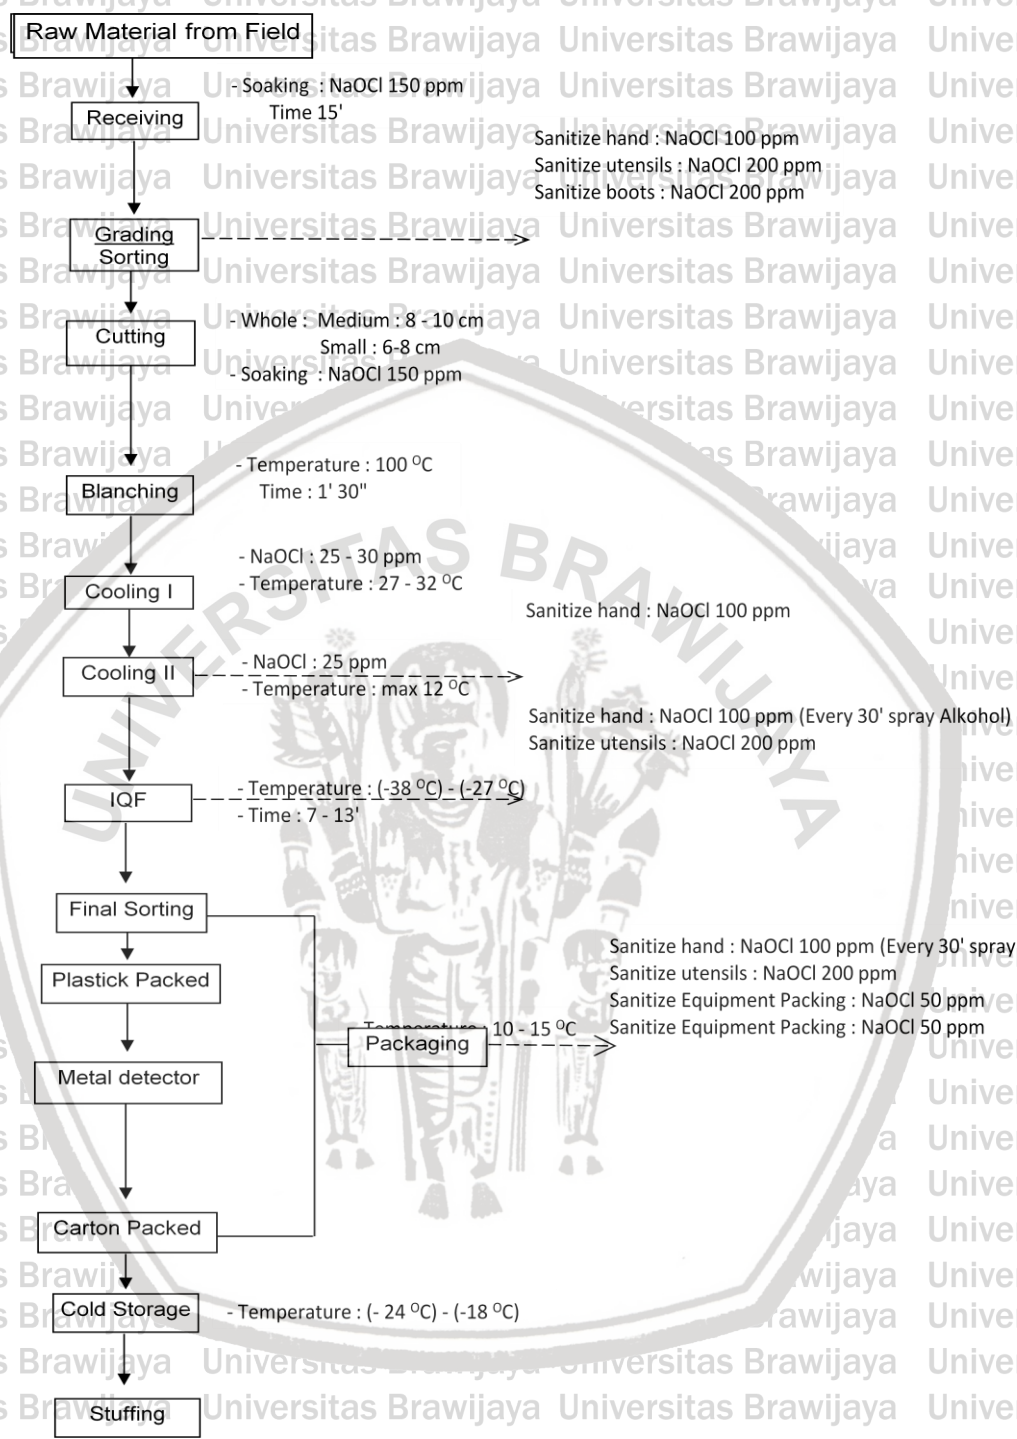 Raw Material from Field
- Soaking : NaOCl 150 ppm
Time 15'
Receiving
Sanitize hand : NaOCl 100 ppm
Sanitize utensils : NaOCl 200 ppm
Sanitize boots : NaOCl 200 ppm
Grading
Sorting
Cutting
- Whole : Medium : 8 - 10 cm
Small : 6-8 cm
- Soaking : NaOCl 150 ppm
- Temperature : 100 °C
Time : 1' 30"
Blanching
- NaOCl : 25 - 30 ppm
- Temperature : 27 - 32 °C
Cooling I
Sanitize hand : NaOCl 100 ppm
Cooling II
- NaOCl : 25 ppm
- Temperature : max 12 °C
Sanitize hand : NaOCl 100 ppm (Every 30' spray Alkohol)
Sanitize utensils : NaOCl 200 ppm
IQF
- Temperature : (-38 °C) - (-27 °C)
- Time : 7 - 13'
Final Sorting
Plastick Packed
Sanitize hand : NaOCl 100 ppm (Every 30' spray
Sanitize utensils : NaOCl 200 ppm
Sanitize Equipment Packing : NaOCl 50 ppm
Sanitize Equipment Packing : NaOCl 50 ppm
Temperature : 10 - 15 °C
Packaging
Metal detector
Carton Packed
Cold Storage
- Temperature : (- 24 °C) - (-18 °C)
Stuffing
UNIVERSITAS BRAWIJAYA